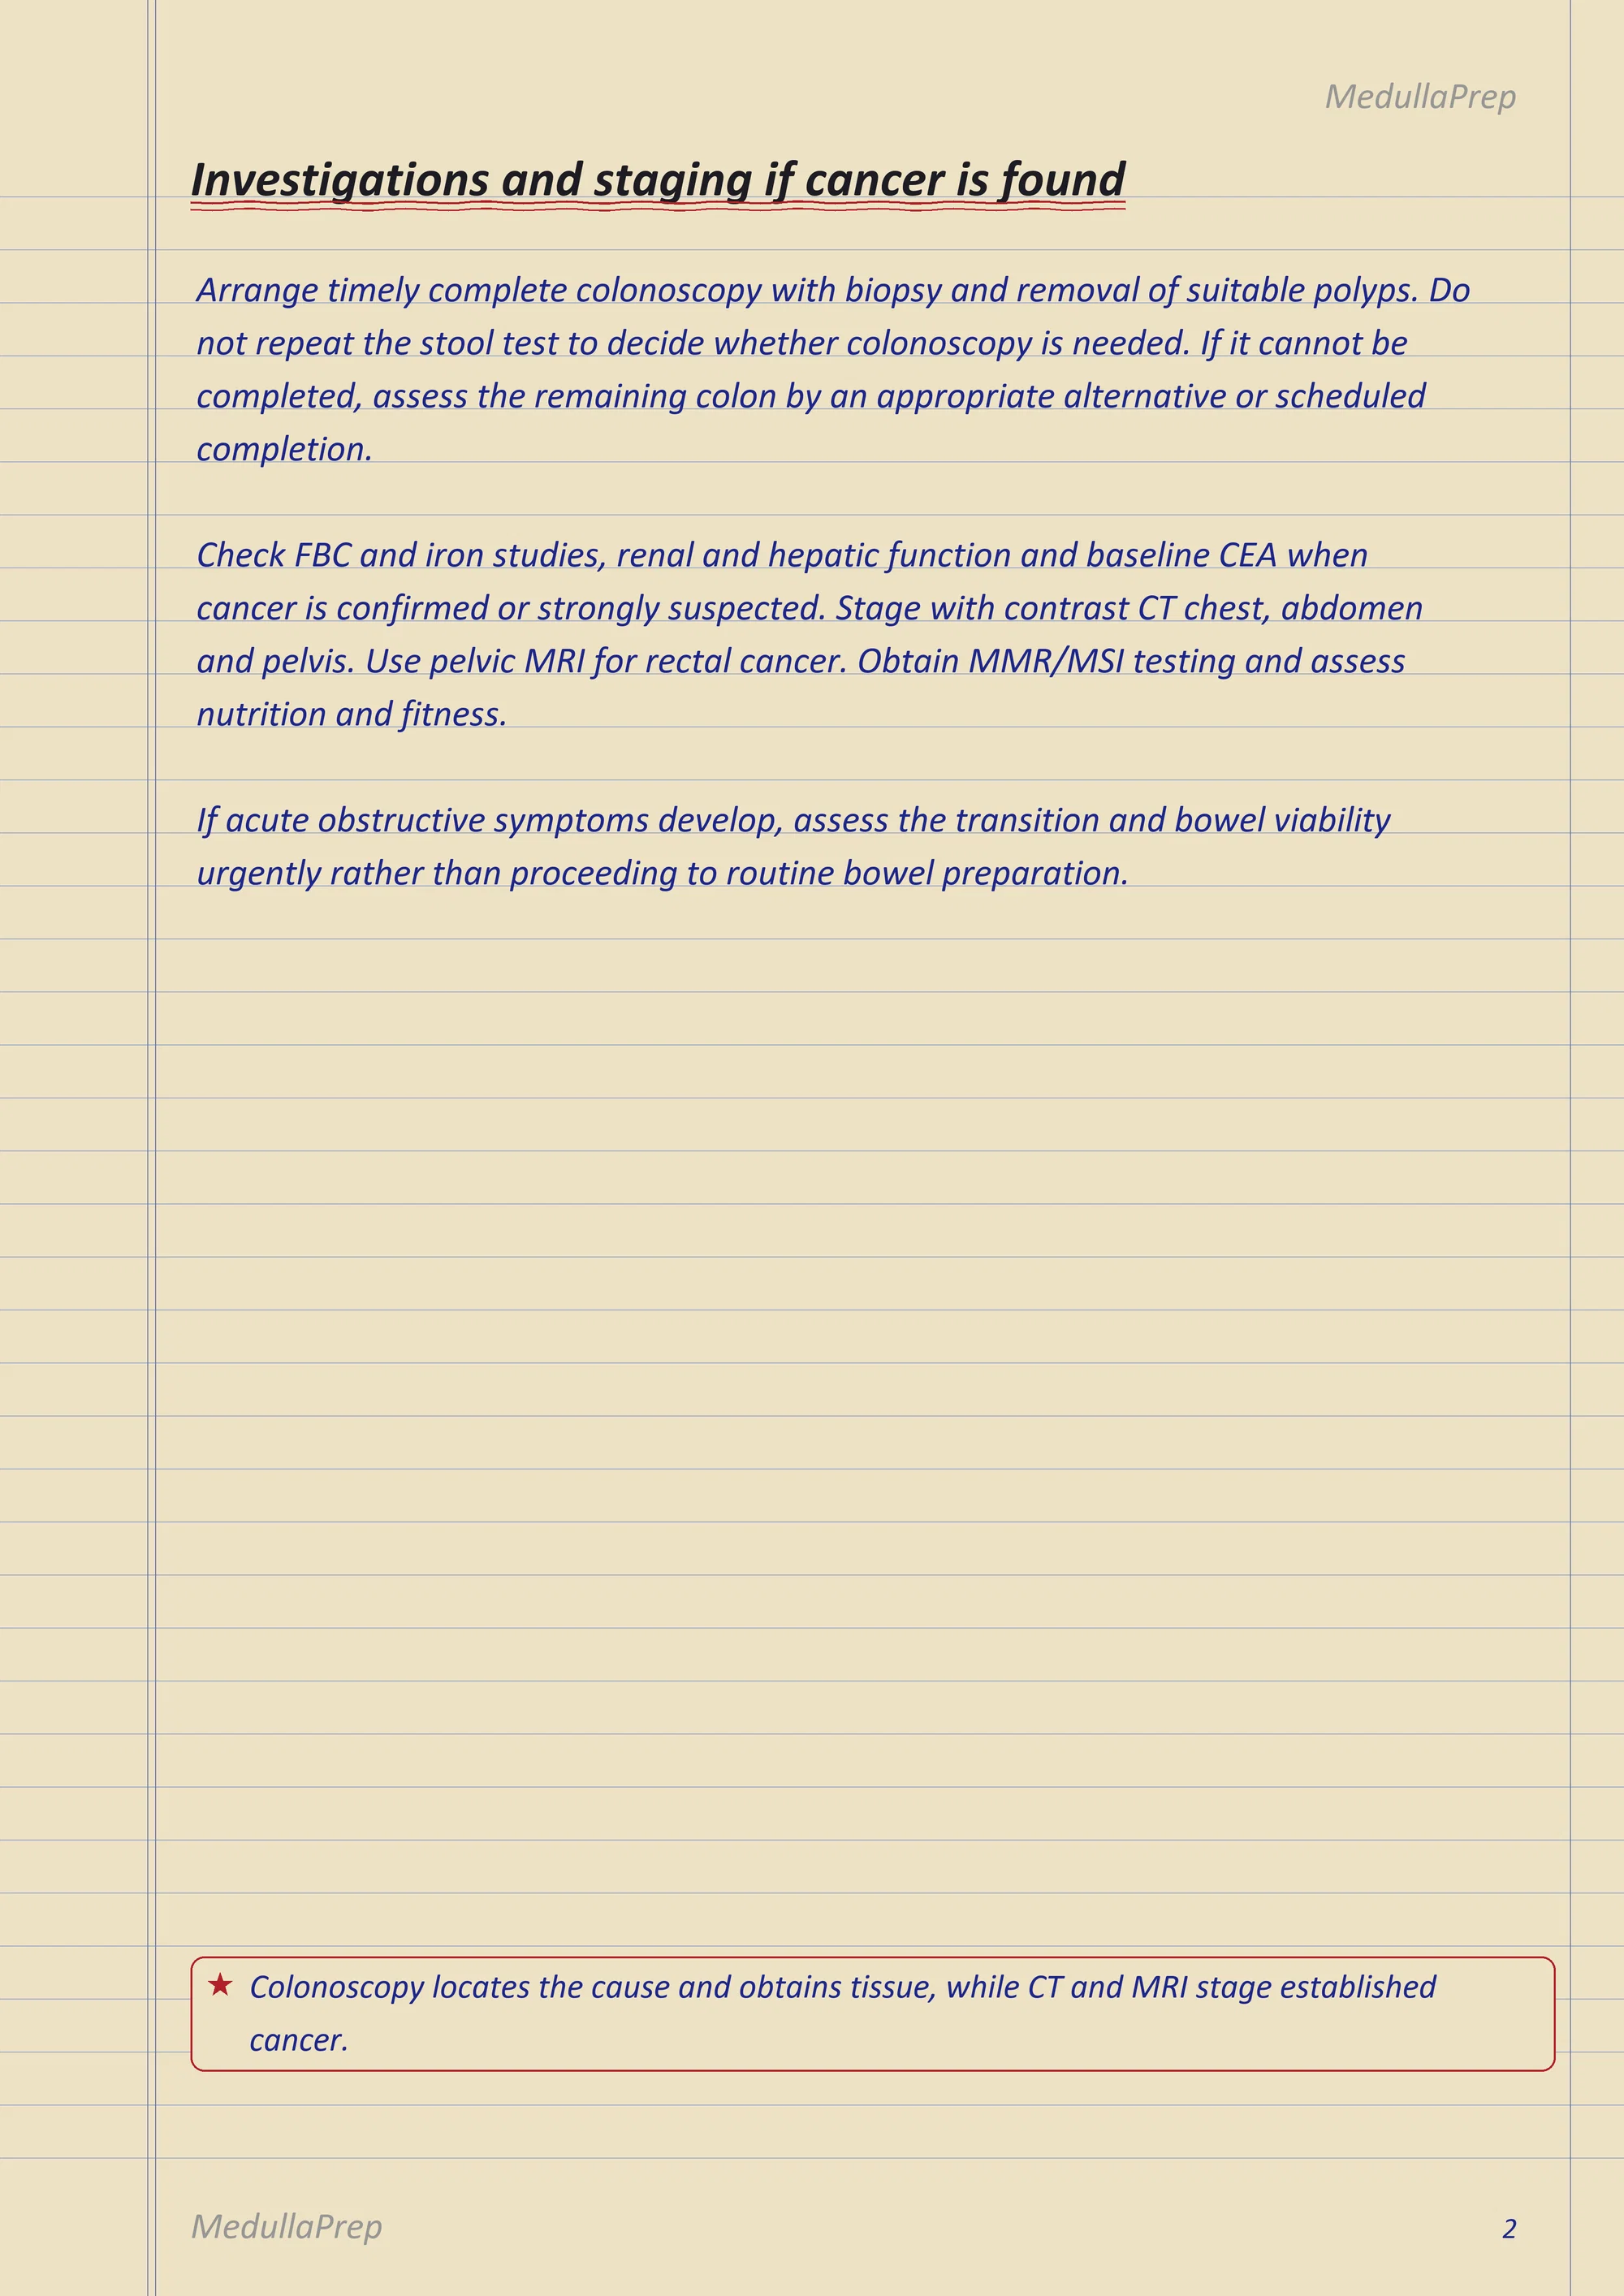 MedullaPrep
Investigations and staging if cancer is found
Arrange timely complete colonoscopy with biopsy and removal of suitable polyps. Do
not repeat the stool test to decide whether colonoscopy is needed. If it cannot be
completed, assess the remaining colon by an appropriate alternative or scheduled
completion.
Check FBC and iron studies, renal and hepatic function and baseline CEA when
cancer is confirmed or strongly suspected. Stage with contrast CT chest, abdomen
and pelvis. Use pelvic MRI for rectal cancer. Obtain MMR/MSI testing and assess
nutrition and fitness.
If acute obstructive symptoms develop, assess the transition and bowel viability
urgently rather than proceeding to routine bowel preparation.
★ Colonoscopy locates the cause and obtains tissue, while CT and MRI stage established
cancer.
MedullaPrep
2